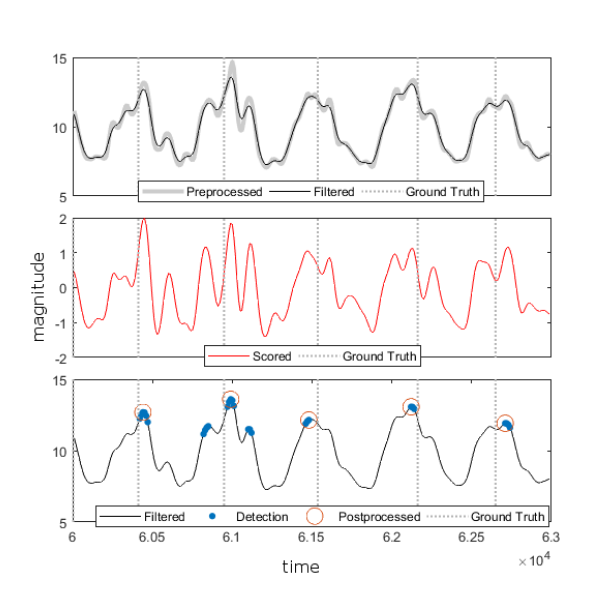 15
10
5
Preprocessed Filtered Ground Truth
2
1
0
-1
-2
magnitude
Scored Ground Truth
15
10
5
Filtered Detection Postprocessed Ground Truth
6 6.05 6.1 6.15 6.2 6.25 6.3
×10^4
time